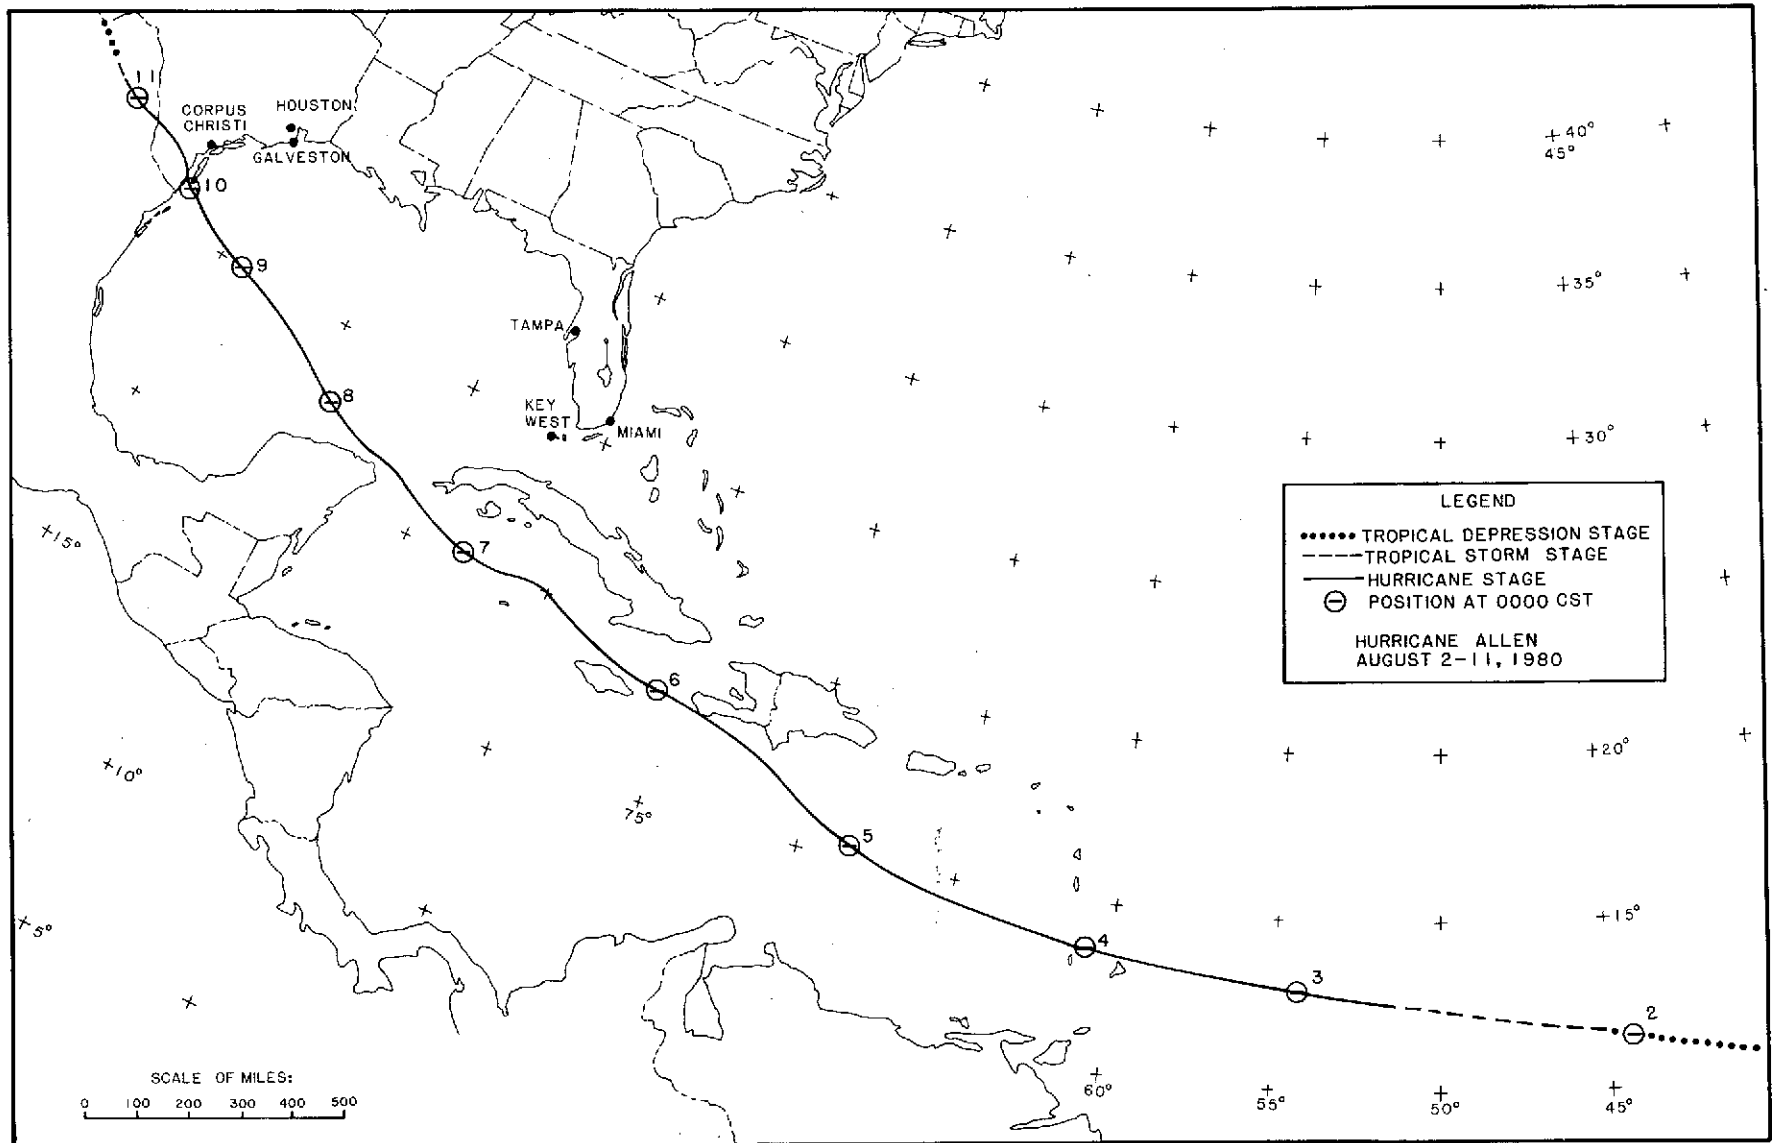 11
CORPUS
CHRISTI
HOUSTON
GALVESTON
10
9
8
TAMPA
KEY
WEST
MIAMI
7
6
5
4
3
2
40°
45°
35°
30°
20°
15°
15°
10°
5°
75°
60°
55°
50°
45°
LEGEND
TROPICAL DEPRESSION STAGE
TROPICAL STORM STAGE
HURRICANE STAGE
POSITION AT 0000 CST
HURRICANE ALLEN
AUGUST 2-11, 1980
SCALE OF MILES:
0 100 200 300 400 500